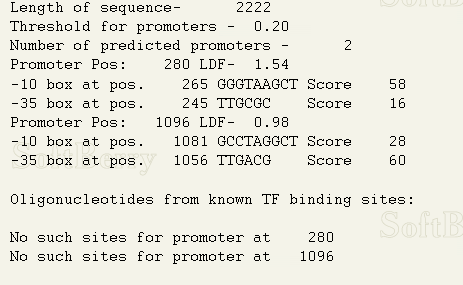 Length of sequence-      2222
Threshold for promoters -  0.20
Number of predicted promoters -      2
Promoter Pos:    280 LDF-  1.54
-10 box at pos.    265 GGGTAAGCT Score    58
-35 box at pos.    245 TTGCGC    Score    16
Promoter Pos:   1096 LDF-  0.98
-10 box at pos.   1081 GCCTAGGCT Score    28
-35 box at pos.   1056 TTGACG    Score    60
Oligonucleotides from known TF binding sites:
No such sites for promoter at    280
No such sites for promoter at   1096